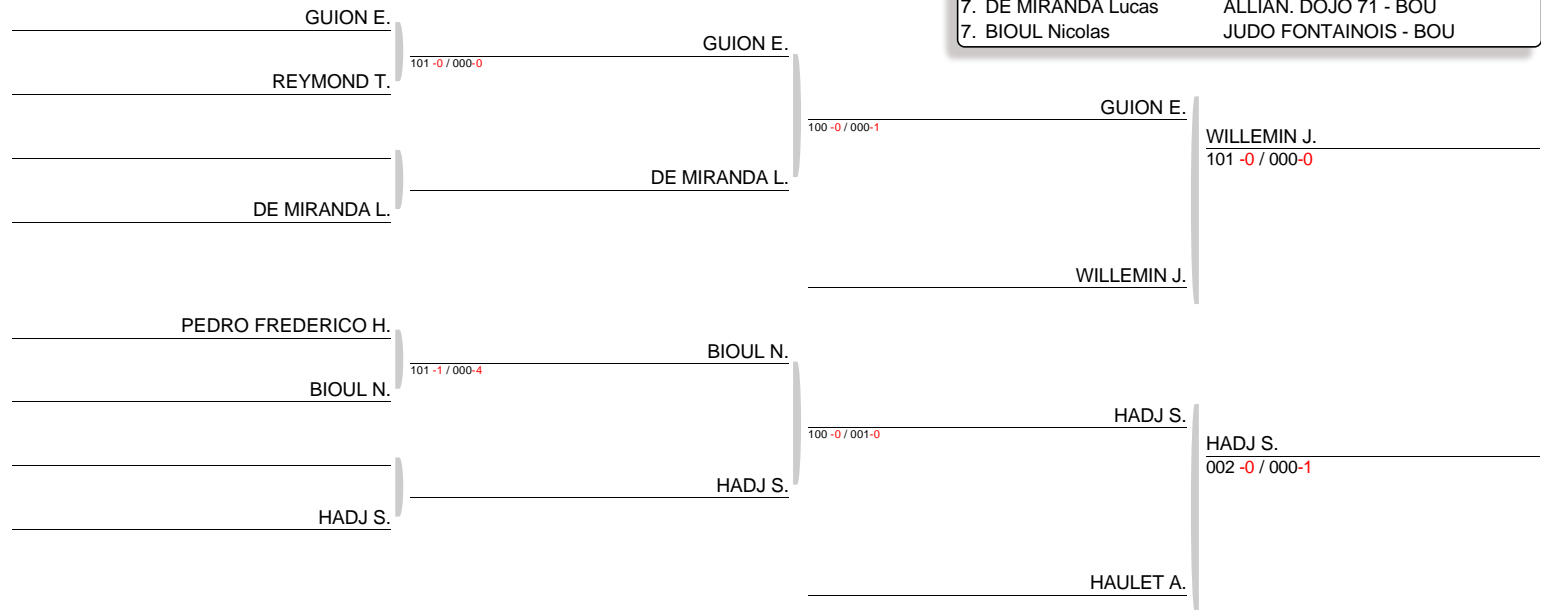 7. DE MIRANDA Lucas ALLIAN. DOJO 71 - BOU
7. BIOUL Nicolas JUDO FONTAINOIS - BOU
GUION E.
REYMOND T.
DE MIRANDA L.
PEDRO FREDERICO H.
BIOUL N.
HADJ S.
GUION E.
101 -0 / 000-0
DE MIRANDA L.
BIOUL N.
101 -1 / 000-4
HADJ S.
GUION E.
100 -0 / 000-1
WILLEMIN J.
HADJ S.
100 -0 / 001-0
HAULET A.
WILLEMIN J.
101 -0 / 000-0
HADJ S.
002 -0 / 000-1